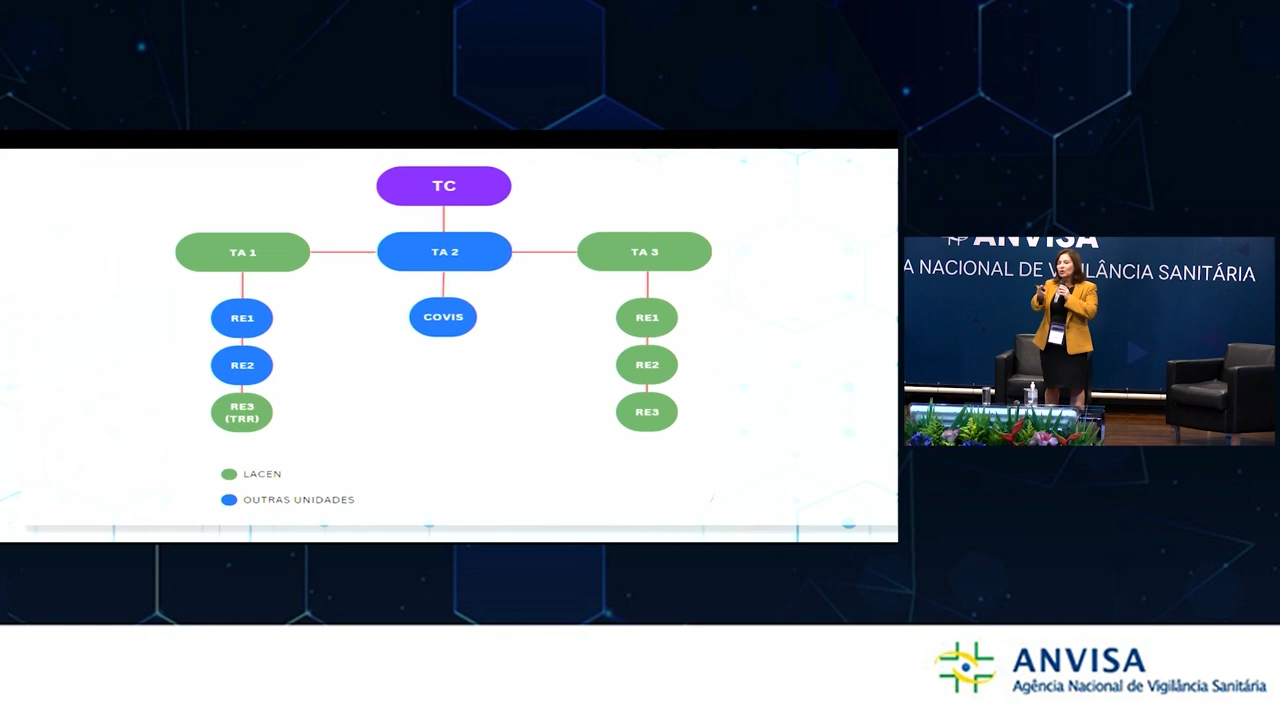 TC
TA 1
TA 2
TA 3
RE1
COVIS
RE1
RE2
RE2
RE3
(TRR)
RE3
LACEN
OUTRAS UNIDADES
ANVISA
A NACIONAL DE VIGILÂNCIA SANITÁRIA
ANVISA
Agência Nacional de Vigilância Sanitária